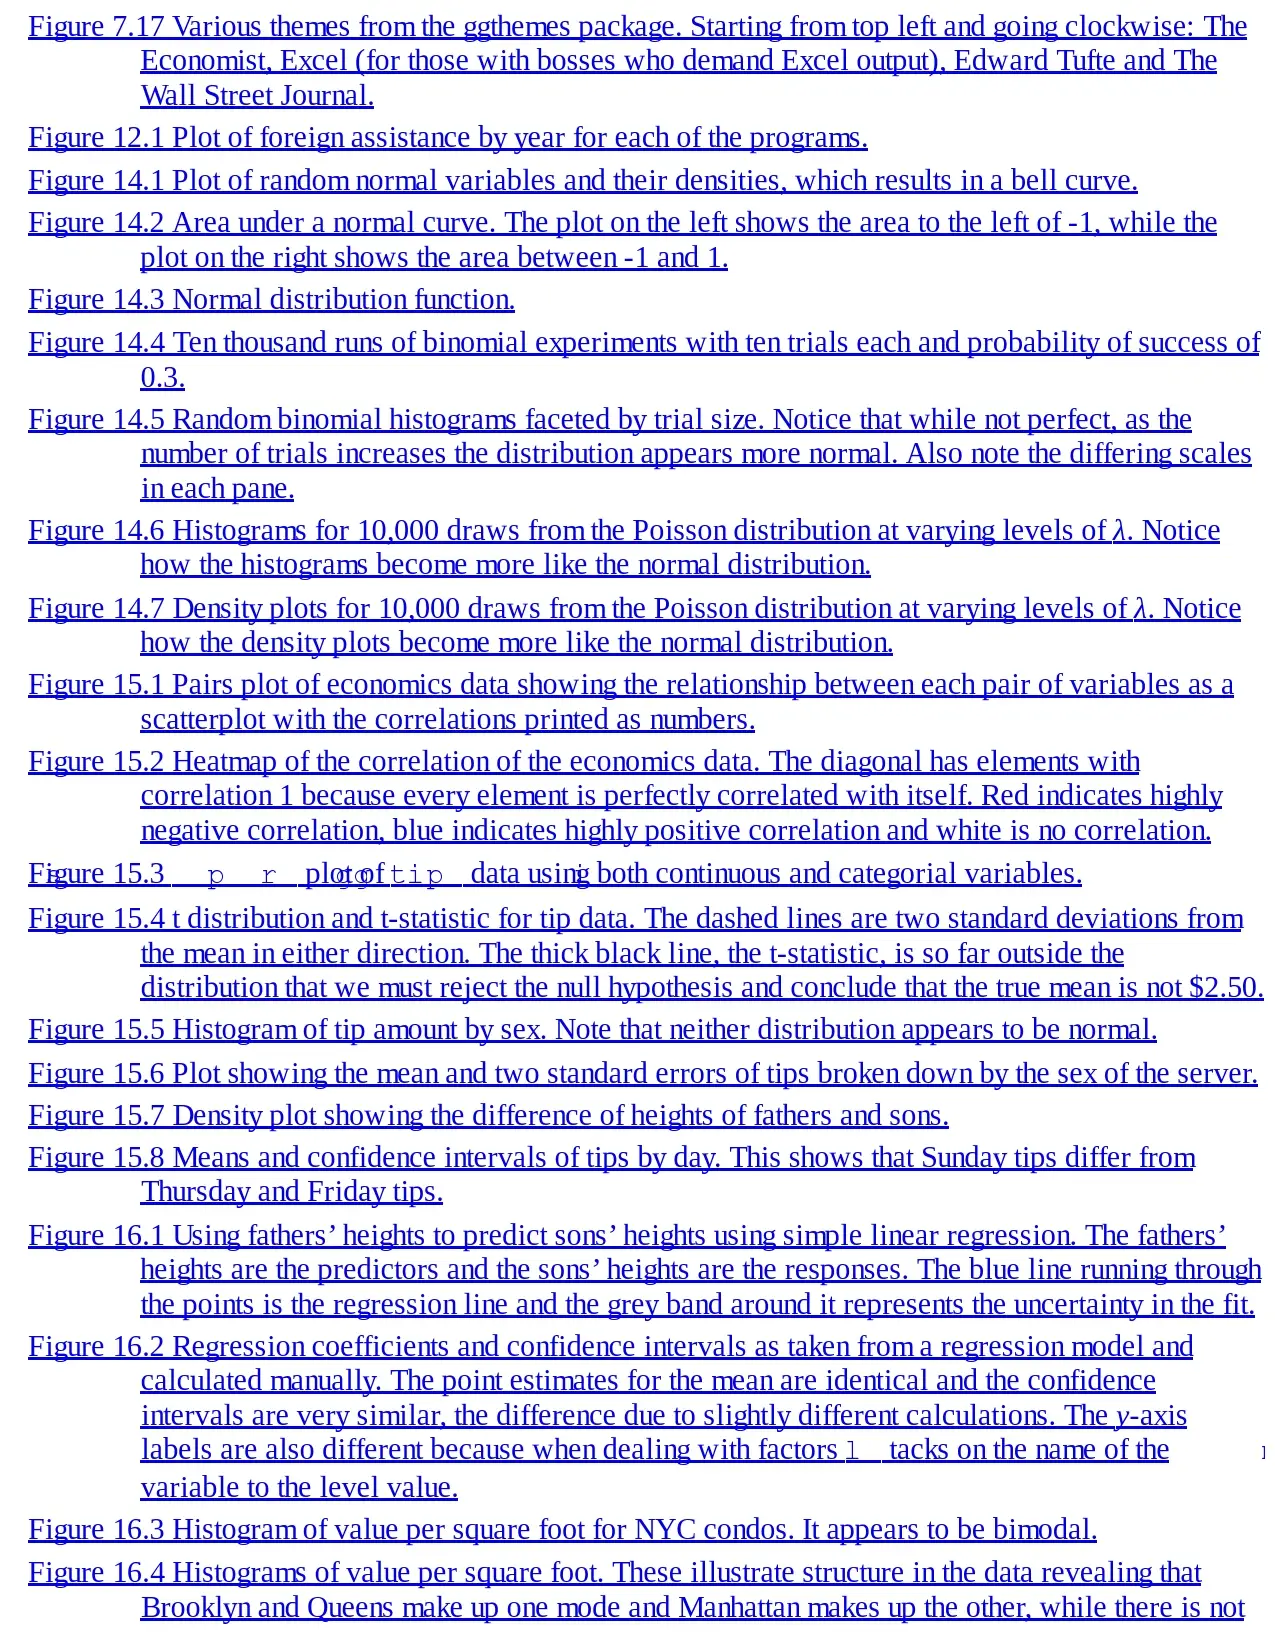 Figure 7.17 Various themes from the ggthemes package. Starting from top left and going clockwise: The
Economist, Excel (for those with bosses who demand Excel output), Edward Tufte and The
Wall Street Journal.
Figure 12.1 Plot of foreign assistance by year for each of the programs.
Figure 14.1 Plot of random normal variables and their densities, which results in a bell curve.
Figure 14.2 Area under a normal curve. The plot on the left shows the area to the left of -1, while the
plot on the right shows the area between -1 and 1.
Figure 14.3 Normal distribution function.
Figure 14.4 Ten thousand runs of binomial experiments with ten trials each and probability of success of
0.3.
Figure 14.5 Random binomial histograms faceted by trial size. Notice that while not perfect, as the
number of trials increases the distribution appears more normal. Also note the differing scales
in each pane.
Figure 14.6 Histograms for 10,000 draws from the Poisson distribution at varying levels of λ. Notice
how the histograms become more like the normal distribution.
Figure 14.7 Density plots for 10,000 draws from the Poisson distribution at varying levels of λ. Notice
how the density plots become more like the normal distribution.
Figure 15.1 Pairs plot of economics data showing the relationship between each pair of variables as a
scatterplot with the correlations printed as numbers.
Figure 15.2 Heatmap of the correlation of the economics data. The diagonal has elements with
correlation 1 because every element is perfectly correlated with itself. Red indicates highly
negative correlation, blue indicates highly positive correlation and white is no correlation.
Figure 15.3 p r plot of tip data using both continuous and categorial variables.
Figure 15.4 t distribution and t-statistic for tip data. The dashed lines are two standard deviations from
the mean in either direction. The thick black line, the t-statistic, is so far outside the
distribution that we must reject the null hypothesis and conclude that the true mean is not $2.50.
Figure 15.5 Histogram of tip amount by sex. Note that neither distribution appears to be normal.
Figure 15.6 Plot showing the mean and two standard errors of tips broken down by the sex of the server.
Figure 15.7 Density plot showing the difference of heights of fathers and sons.
Figure 15.8 Means and confidence intervals of tips by day. This shows that Sunday tips differ from
Thursday and Friday tips.
Figure 16.1 Using fathers’ heights to predict sons’ heights using simple linear regression. The fathers’
heights are the predictors and the sons’ heights are the responses. The blue line running through
the points is the regression line and the grey band around it represents the uncertainty in the fit.
Figure 16.2 Regression coefficients and confidence intervals as taken from a regression model and
calculated manually. The point estimates for the mean are identical and the confidence
intervals are very similar, the difference due to slightly different calculations. The y-axis
labels are also different because when dealing with factors l tacks on the name of the
variable to the level value.
Figure 16.3 Histogram of value per square foot for NYC condos. It appears to be bimodal.
Figure 16.4 Histograms of value per square foot. These illustrate structure in the data revealing that
Brooklyn and Queens make up one mode and Manhattan makes up the other, while there is not